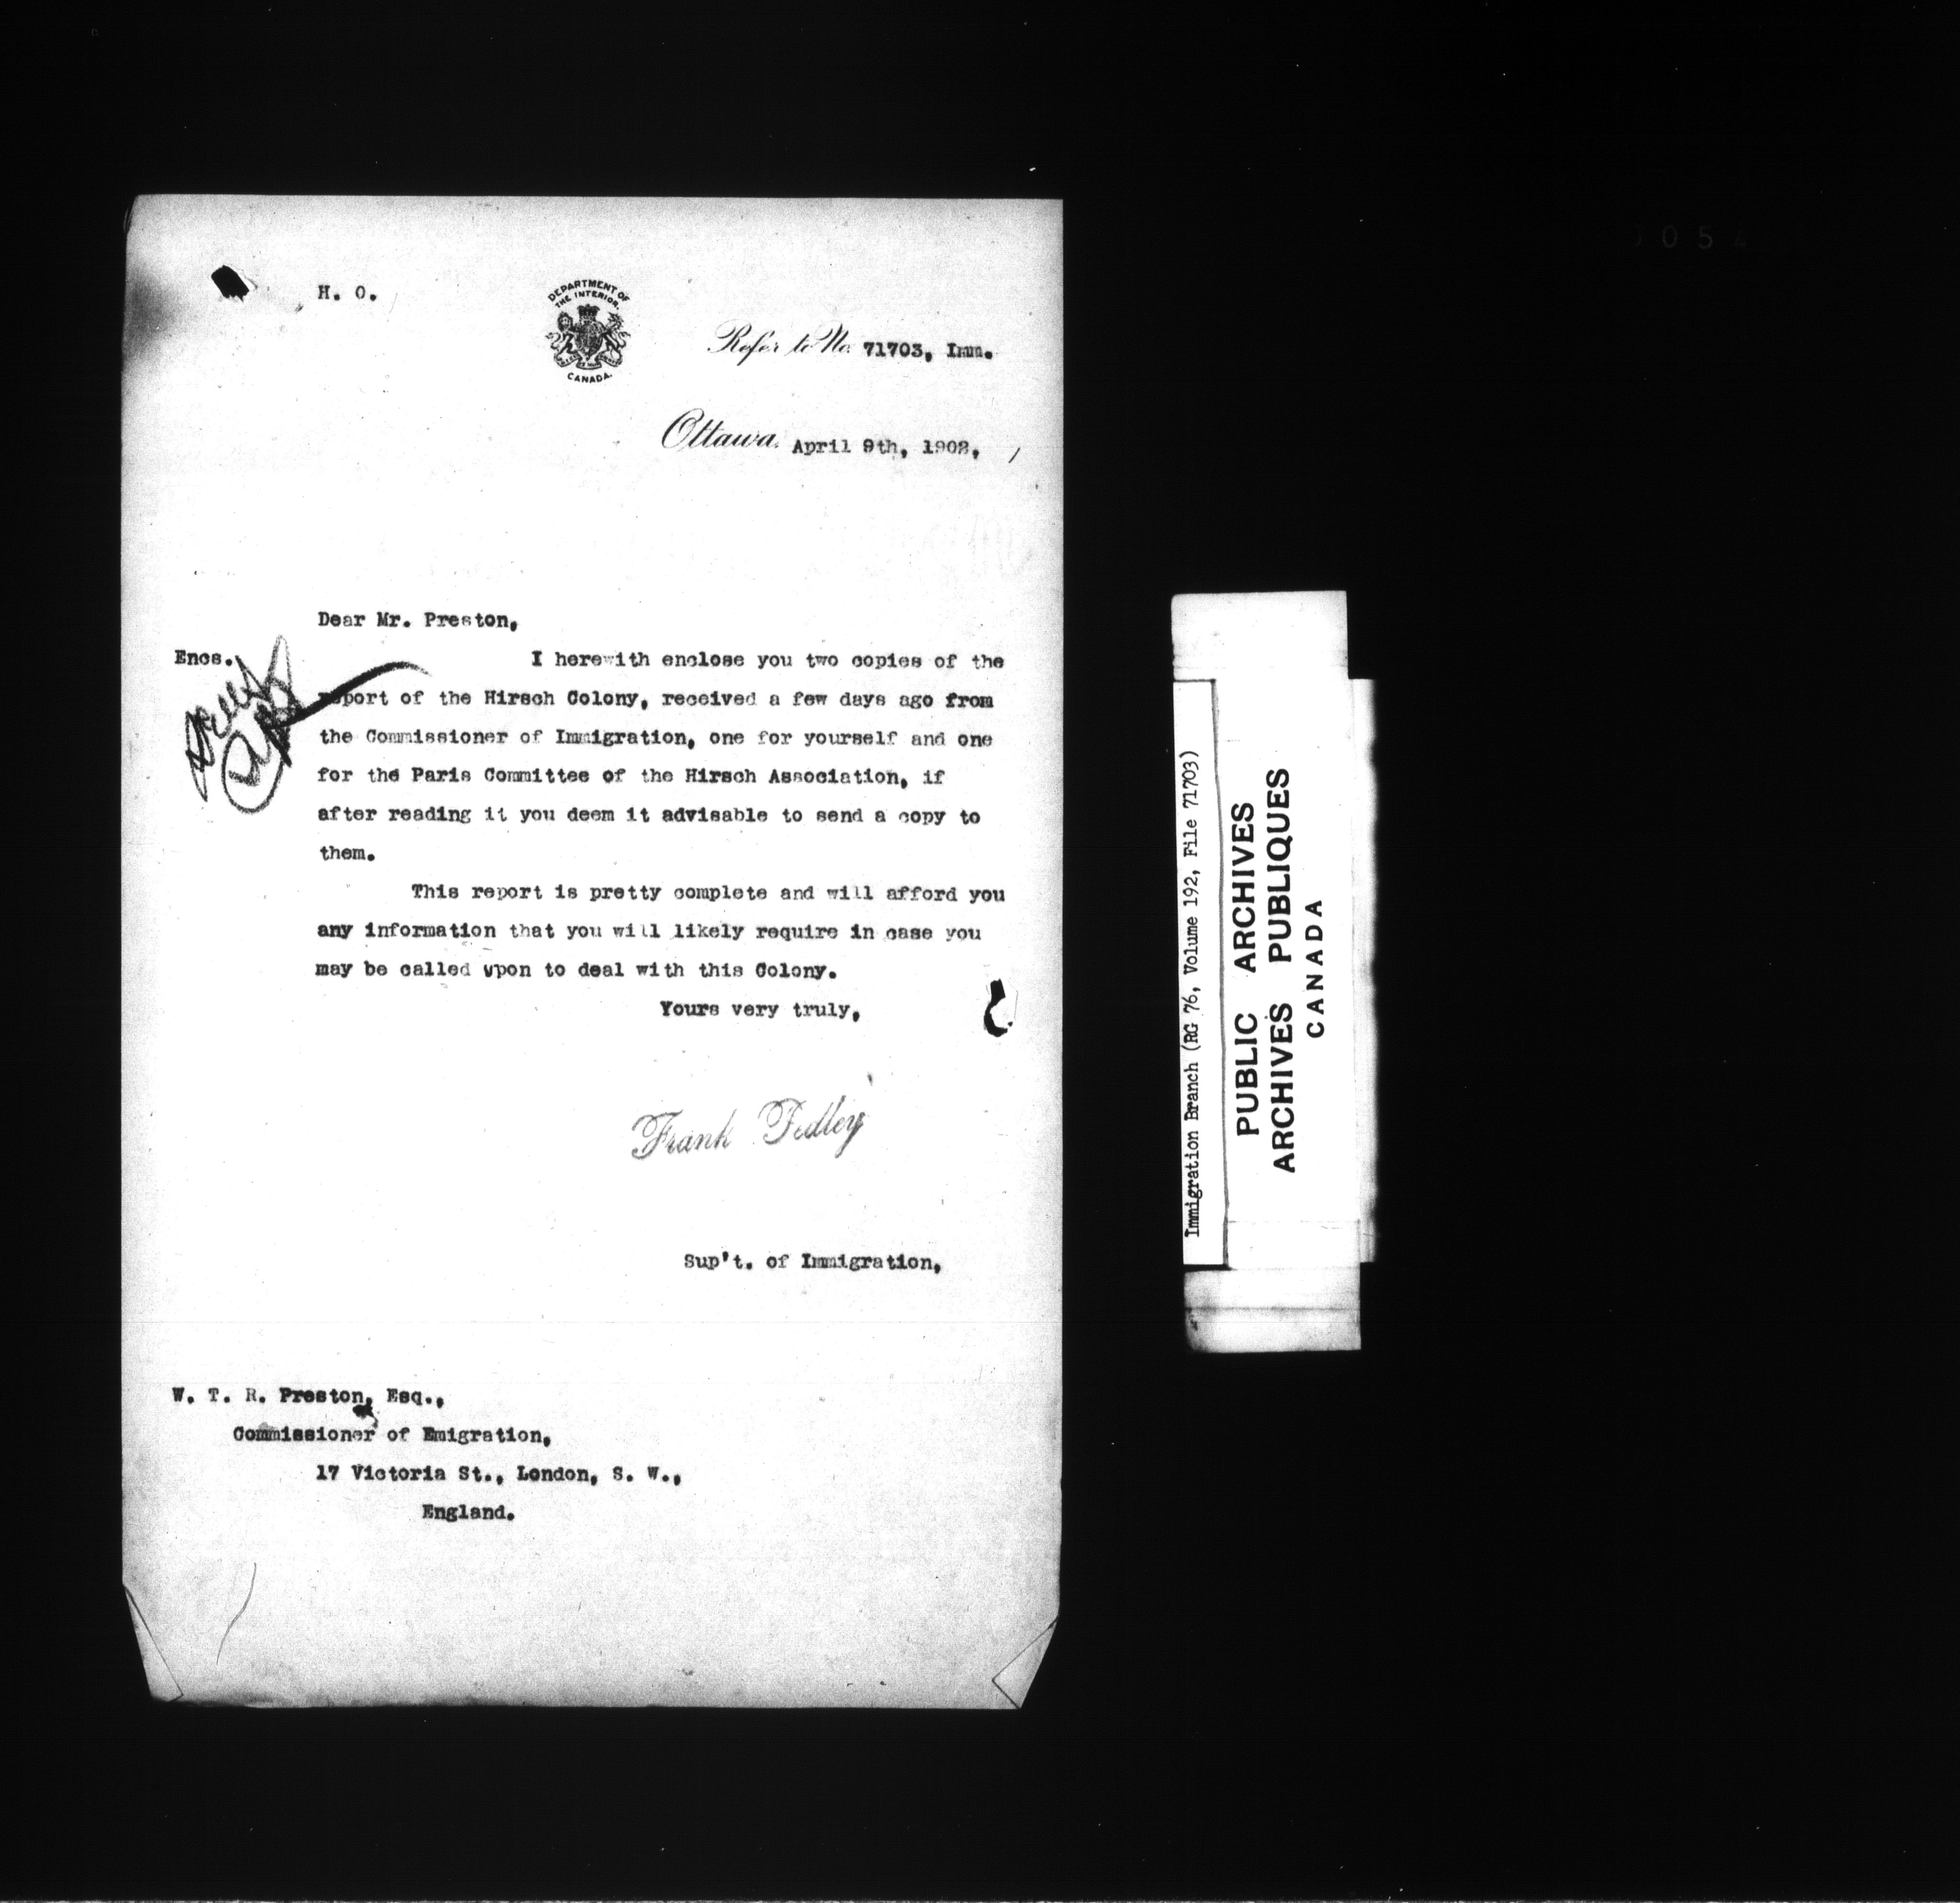 H. O.
DEPARTMENT OF
THE INTERIOR.
CANADA.
Refer to No. 71703, Imm.
Ottawa. April 9th, 1902,
Dear Mr. Preston,
Encs. I herewith enclose you two copies of the
report of the Hirsch Colony, received a few days ago from
the Commissioner of Immigration, one for yourself and one
for the Paris Committee of the Hirsch Association, if
after reading it you deem it advisable to send a copy to
them.
This report is pretty complete and will afford you
any information that you will likely require in case you
may be called upon to deal with this Colony.
Yours very truly,
Frank Pedley
Sup't. of Immigration,
W. T. R. Preston, Esq.,
Commissioner of Emigration,
17 Victoria St., London, S. W.,
England.
Immigration Branch (RG 76, Volume 192, File 71703)
PUBLIC ARCHIVES
ARCHIVES PUBLIQUES
CANADA